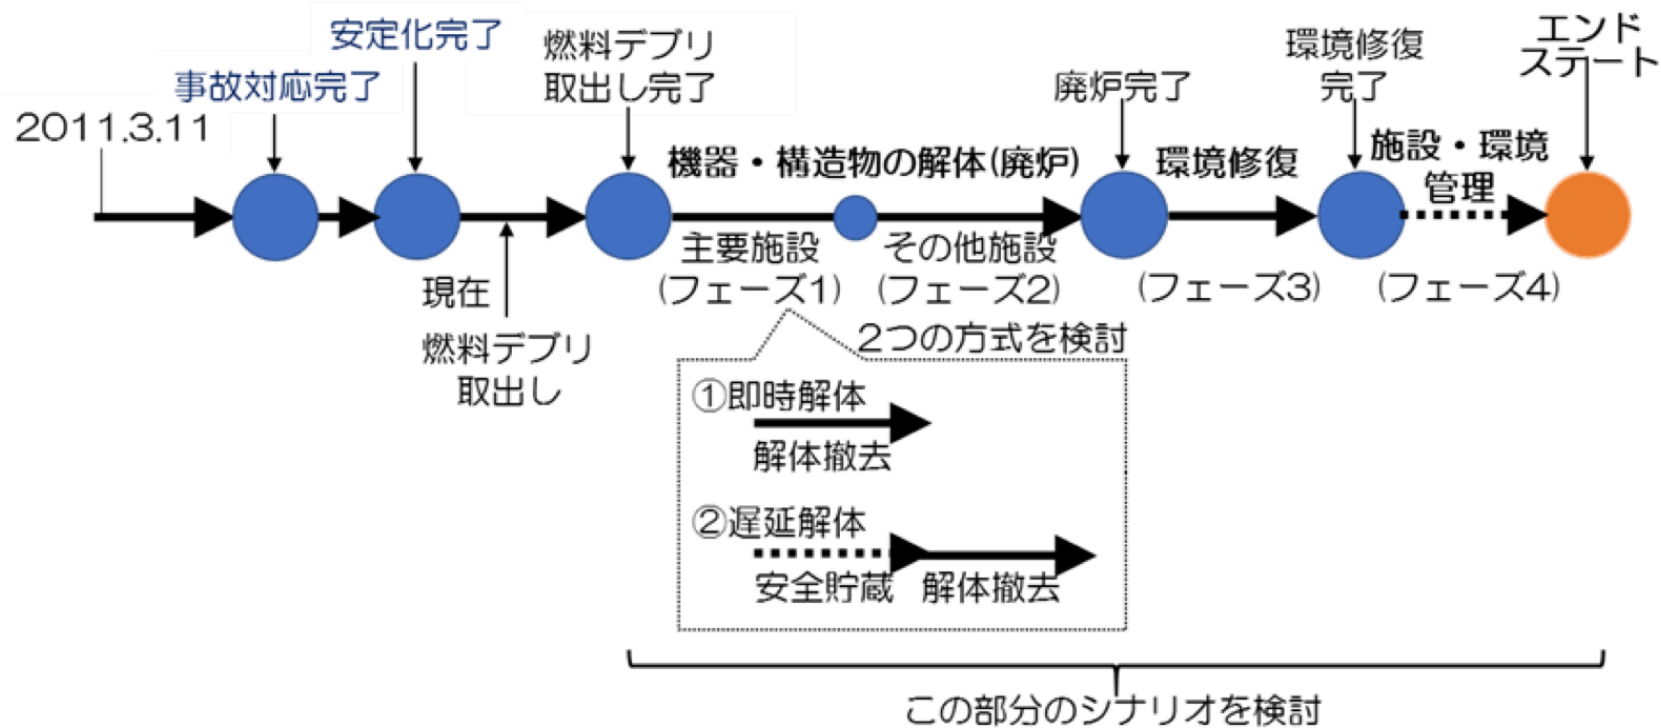 2011.3.11
事故対応完了
安定化完了
燃料デブリ
取出し完了
廃炉完了
環境修復
完了
エンド
ステート
機器・構造物の解体(廃炉)
環境修復
施設・環境
管理
現在
燃料デブリ
取出し
主要施設
(フェーズ1)
その他施設
(フェーズ2)
(フェーズ3)
(フェーズ4)
2つの方式を検討
①即時解体
解体撤去
②遅延解体
安全貯蔵 解体撤去
この部分のシナリオを検討